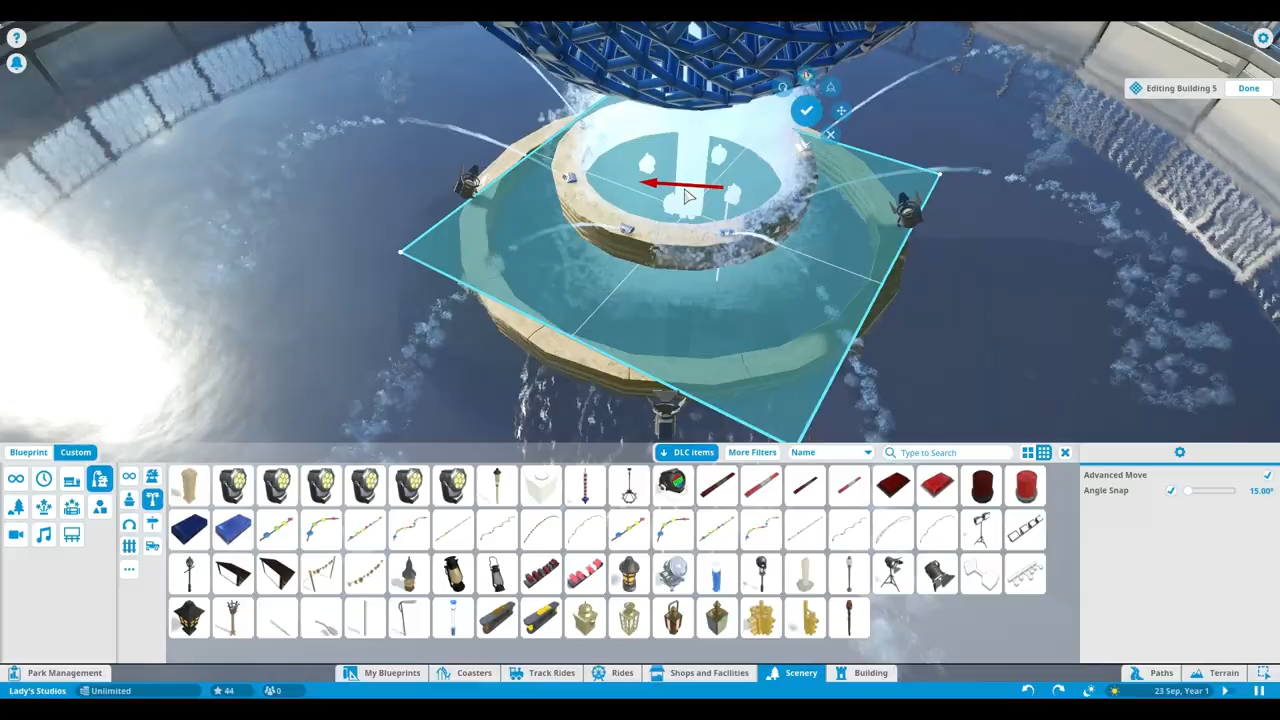 Editing Building 5
Done
Blueprint
Custom
DLC items
More Filters
Name
Type to Search
Advanced Move
Angle Snap
15.00°
Park Management
My Blueprints
Coasters
Track Rides
Rides
Shops and Facilities
Scenery
Building
Paths
Terrain
Lady's Studios
Unlimited
44
0
23 Sep, Year 1